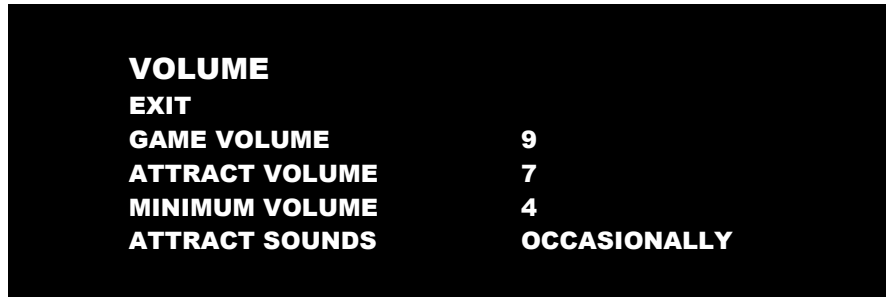 VOLUME
EXIT
GAME VOLUME 9
ATTRACT VOLUME 7
MINIMUM VOLUME 4
ATTRACT SOUNDS OCCASIONALLY